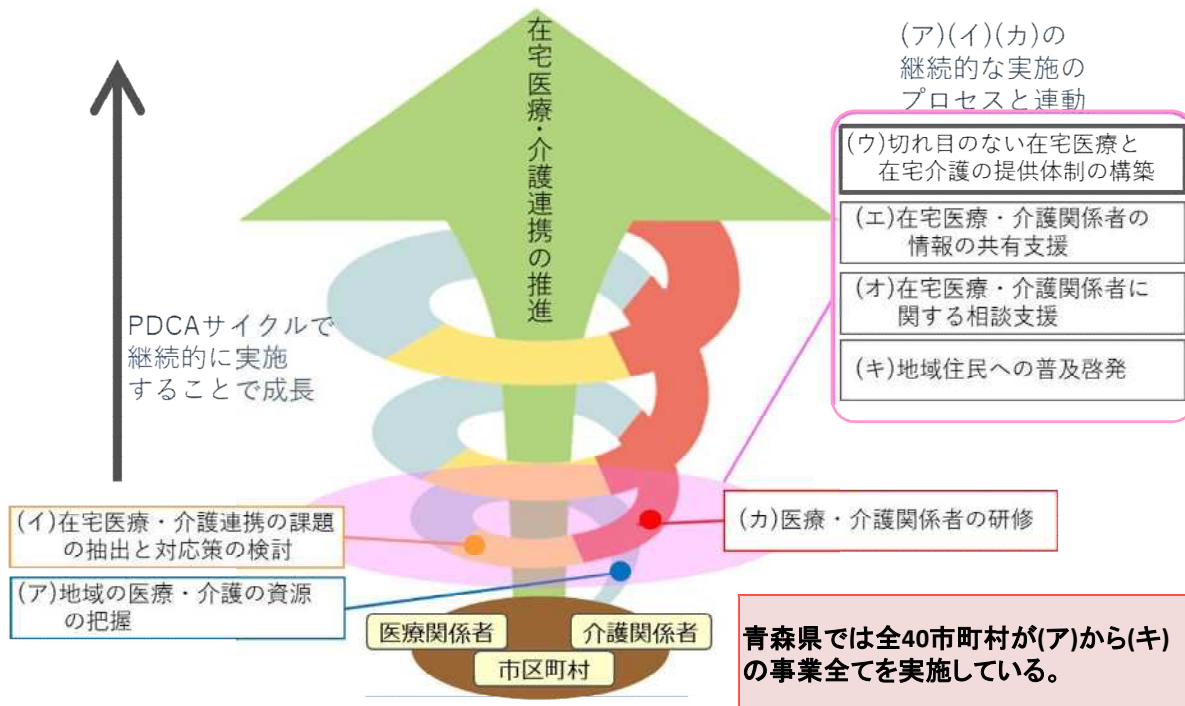 在宅医療・介護連携の推進
(ア)(イ)(カ)の
継続的な実施の
プロセスと連動
(ウ)切れ目のない在宅医療と
在宅介護の提供体制の構築
(エ)在宅医療・介護関係者の
情報の共有支援
(オ)在宅医療・介護関係者に
関する相談支援
(キ)地域住民への普及啓発
PDCAサイクルで
継続的に実施
することで成長
(イ)在宅医療・介護連携の課題
の抽出と対応策の検討
(カ)医療・介護関係者の研修
(ア)地域の医療・介護の資源
の把握
医療関係者
介護関係者
市区町村
青森県では全40市町村が(ア)から(キ)
の事業全てを実施している。